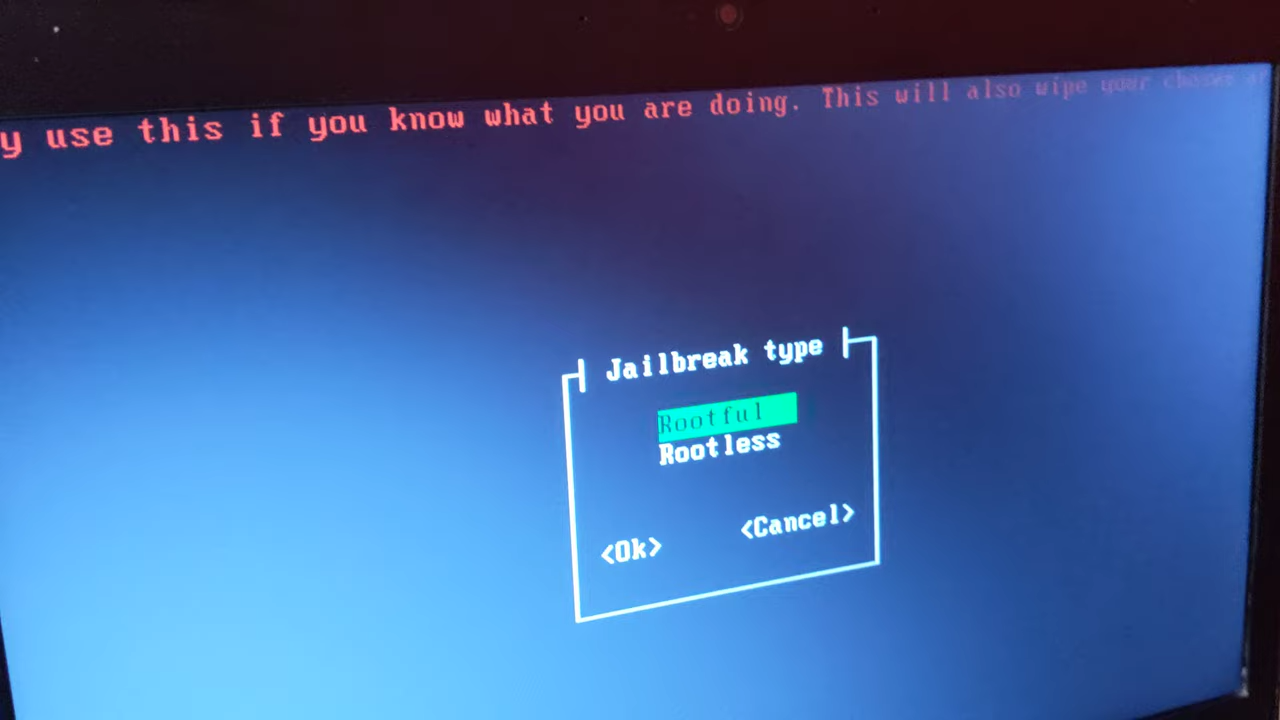 y use this if you know what you are doing. This will also wipe your chosen
Jailbreak type
Rootful
Rootless
<Ok>
<Cancel>